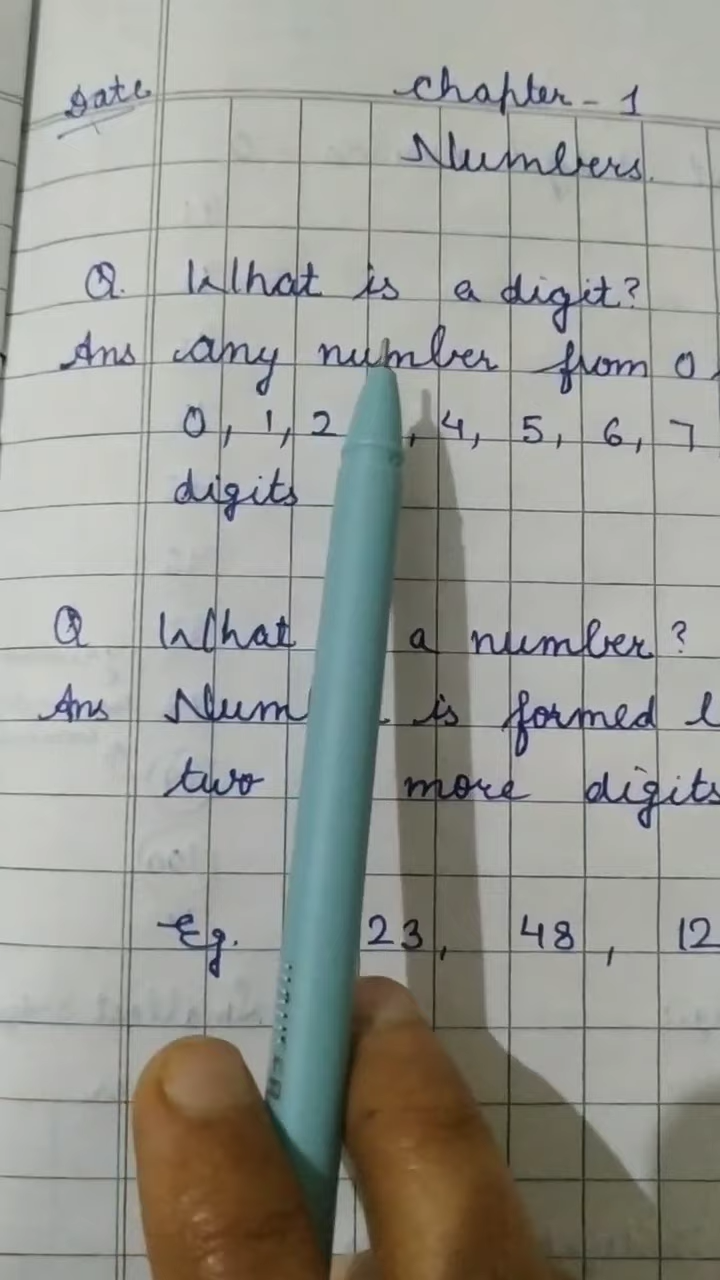 Date
Chapter - 1
Numbers.
Q. What is a digit?
Ans any number from 0
0, 1, 2 , 4, 5, 6, 7
digits
Q What a number?
Ans Num is formed
two more digits
Eg. 23, 48, 12